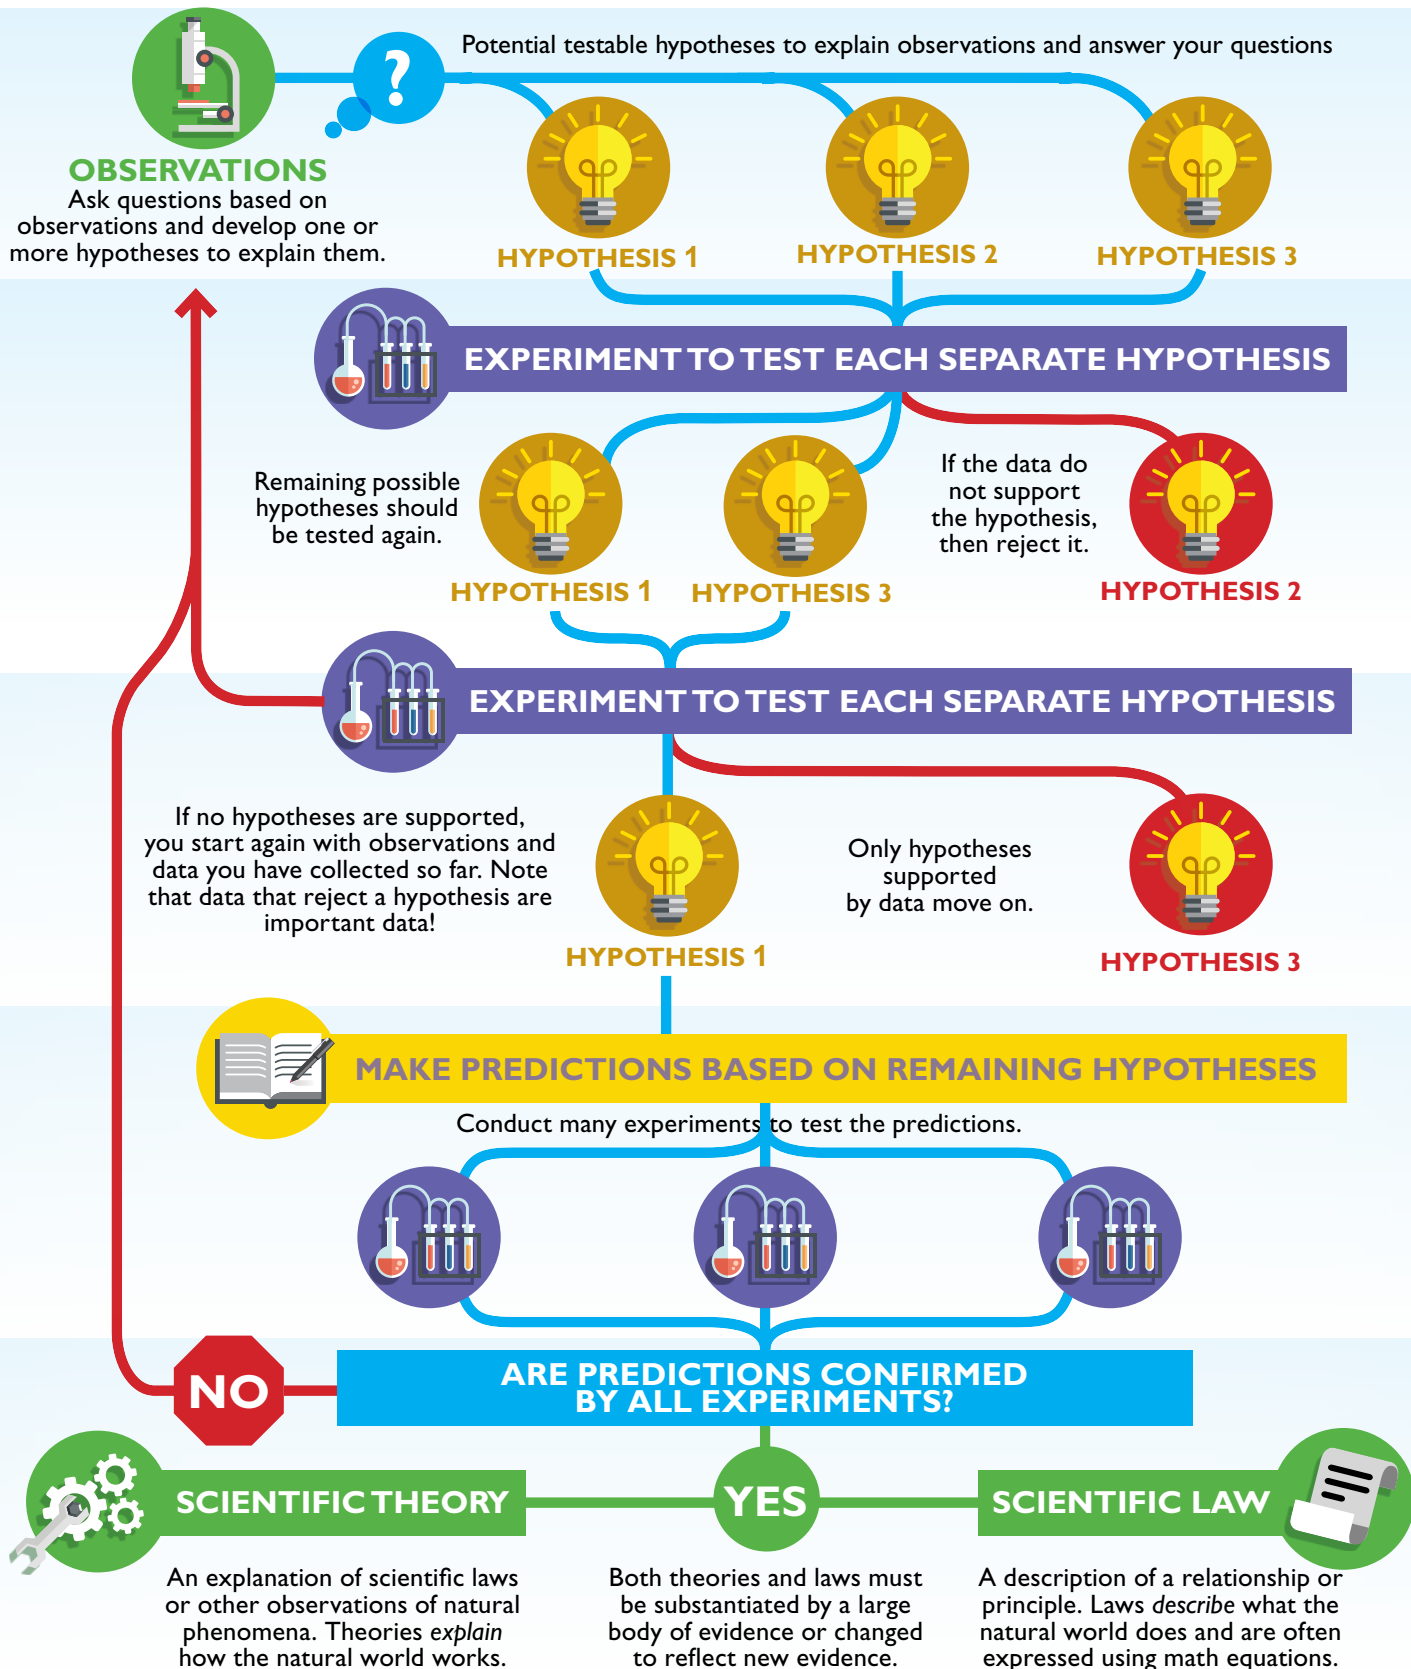 ?
Potential testable hypotheses to explain observations and answer your questions
OBSERVATIONS
Ask questions based on
observations and develop one or
more hypotheses to explain them.
HYPOTHESIS 1
HYPOTHESIS 2
HYPOTHESIS 3
EXPERIMENT TO TEST EACH SEPARATE HYPOTHESIS
Remaining possible
hypotheses should
be tested again.
HYPOTHESIS 1
HYPOTHESIS 3
If the data do
not support
the hypothesis,
then reject it.
HYPOTHESIS 2
EXPERIMENT TO TEST EACH SEPARATE HYPOTHESIS
If no hypotheses are supported,
you start again with observations and
data you have collected so far. Note
that data that reject a hypothesis are
important data!
HYPOTHESIS 1
Only hypotheses
supported
by data move on.
HYPOTHESIS 3
MAKE PREDICTIONS BASED ON REMAINING HYPOTHESES
Conduct many experiments to test the predictions.
ARE PREDICTIONS CONFIRMED
BY ALL EXPERIMENTS?
NO
YES
SCIENTIFIC THEORY
An explanation of scientific laws
or other observations of natural
phenomena. Theories explain
how the natural world works.
Both theories and laws must
be substantiated by a large
body of evidence or changed
to reflect new evidence.
SCIENTIFIC LAW
A description of a relationship or
principle. Laws describe what the
natural world does and are often
expressed using math equations.